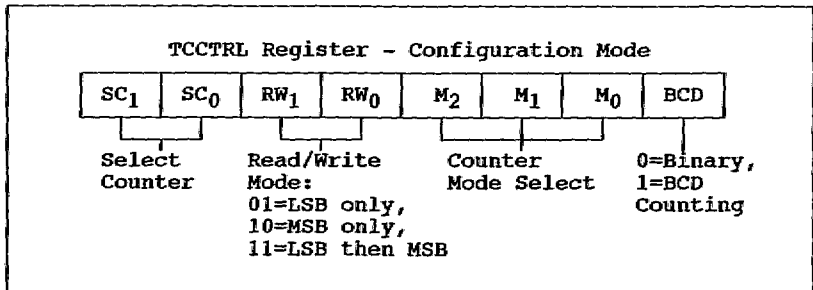 TCCTRL Register - Configuration Mode
SC1 SC0 RW1 RW0 M2 M1 M0 BCD
Select Counter
Read/Write Mode:
01=LSB only,
10=MSB only,
11=LSB then MSB
Counter Mode Select
0=Binary,
1=BCD
Counting